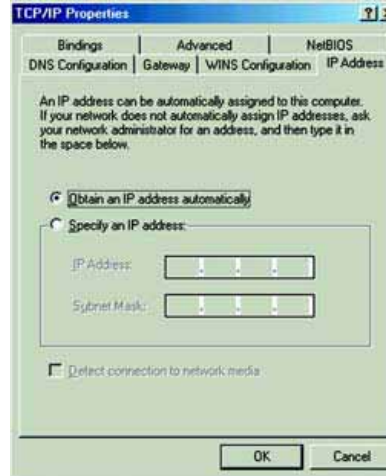 TCP/IP Properties
Bindings Advanced NetBIOS
DNS Configuration Gateway WINS Configuration IP Address
An IP address can be automatically assigned to this computer.
If your network does not automatically assign IP addresses, ask
your network administrator for an address, and then type it in
the space below.
Obtain an IP address automatically
Specify an IP address:
IP Address:
Subnet Mask:
Detect connection to network media
OK Cancel